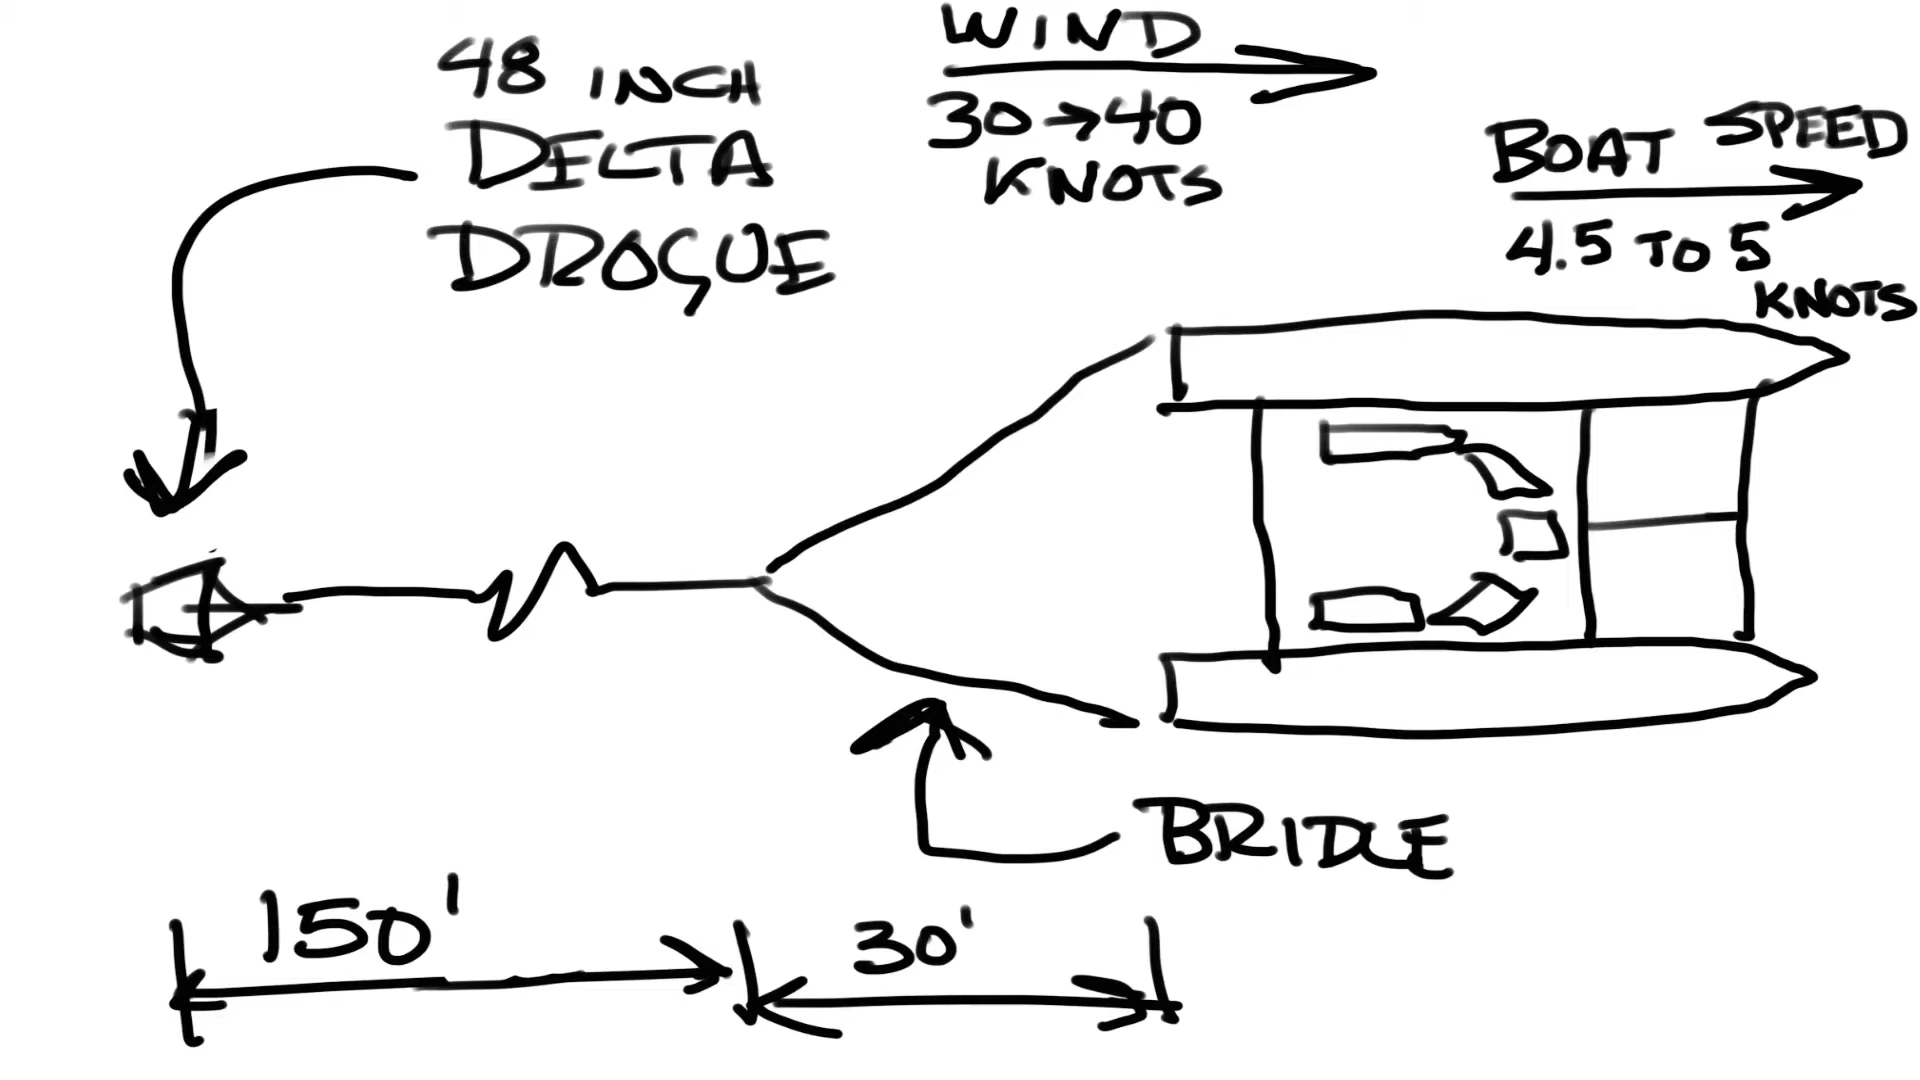 48 INCH
DELTA
DROGUE
WIND
30→40
KNOTS
BOAT SPEED
4.5 TO 5
KNOTS
BRIDLE
150'
30'